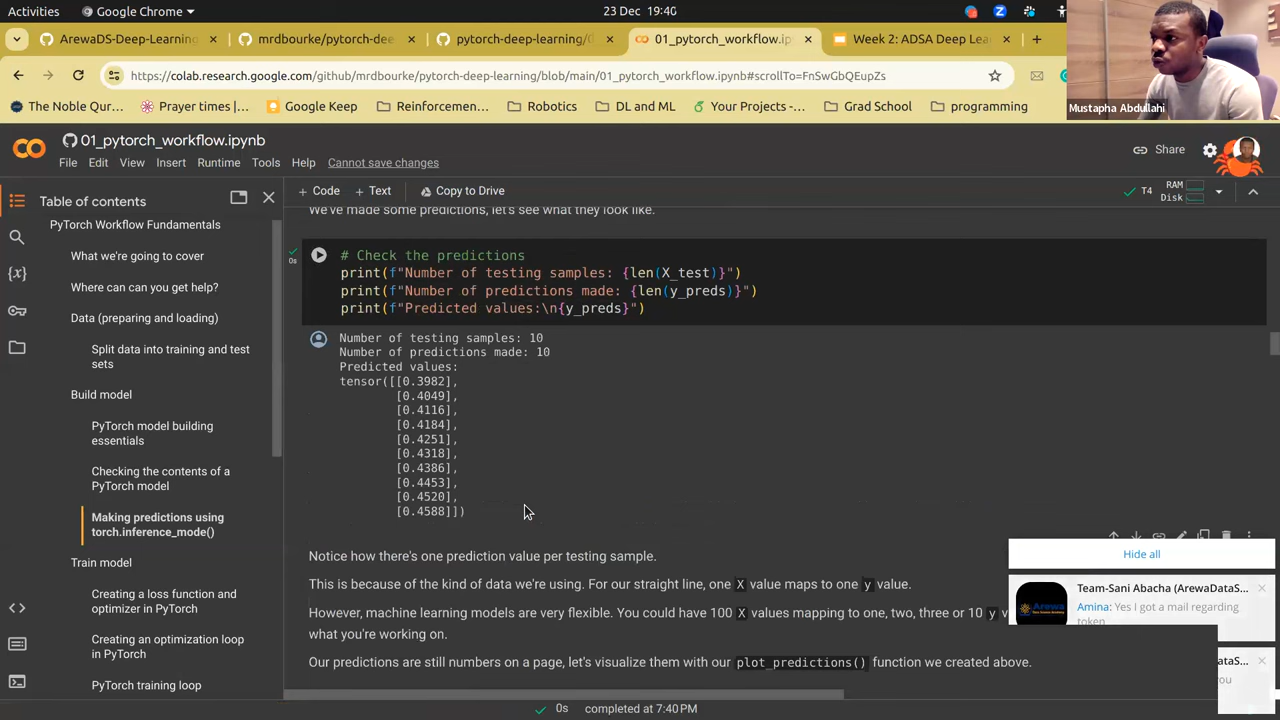 Activities
Google Chrome
23 Dec 19:40
ArewaDS-Deep-Learning
mrdbourke/pytorch-dee
pytorch-deep-learning/
01_pytorch_workflow.ip
Week 2: ADSA Deep Lea
https://colab.research.google.com/github/mrdbourke/pytorch-deep-learning/blob/main/01_pytorch_workflow.ipynb#scrollTo=FnSwGbQEupZs
The Noble Qur...
Prayer times |...
Google Keep
Reinforcemen...
Robotics
DL and ML
Your Projects -...
Grad School
programming
Mustapha Abdullahi
01_pytorch_workflow.ipynb
File Edit View Insert Runtime Tools Help Cannot save changes
Share
+ Code + Text Copy to Drive
T4
RAM
Disk
Table of contents
PyTorch Workflow Fundamentals
What we're going to cover
Where can can you get help?
Data (preparing and loading)
Split data into training and test
sets
Build model
PyTorch model building
essentials
Checking the contents of a
PyTorch model
Making predictions using
torch.inference_mode()
Train model
Creating a loss function and
optimizer in PyTorch
Creating an optimization loop
in PyTorch
PyTorch training loop
We've made some predictions, let's see what they look like.
0s
# Check the predictions
print(f"Number of testing samples: {len(X_test)}")
print(f"Number of predictions made: {len(y_preds)}")
print(f"Predicted values:\n{y_preds}")
Number of testing samples: 10
Number of predictions made: 10
Predicted values:
tensor([[0.3982],
[0.4049],
[0.4116],
[0.4184],
[0.4251],
[0.4318],
[0.4386],
[0.4453],
[0.4520],
[0.4588]])
Notice how there's one prediction value per testing sample.
This is because of the kind of data we're using. For our straight line, one X value maps to one y value.
However, machine learning models are very flexible. You could have 100 X values mapping to one, two, three or 10 y v
what you're working on.
Our predictions are still numbers on a page, let's visualize them with our plot_predictions() function we created above.
Hide all
Team-Sani Abacha (ArewaDataS...
Amina: Yes I got a mail regarding
token
ataS...
you
0s completed at 7:40 PM